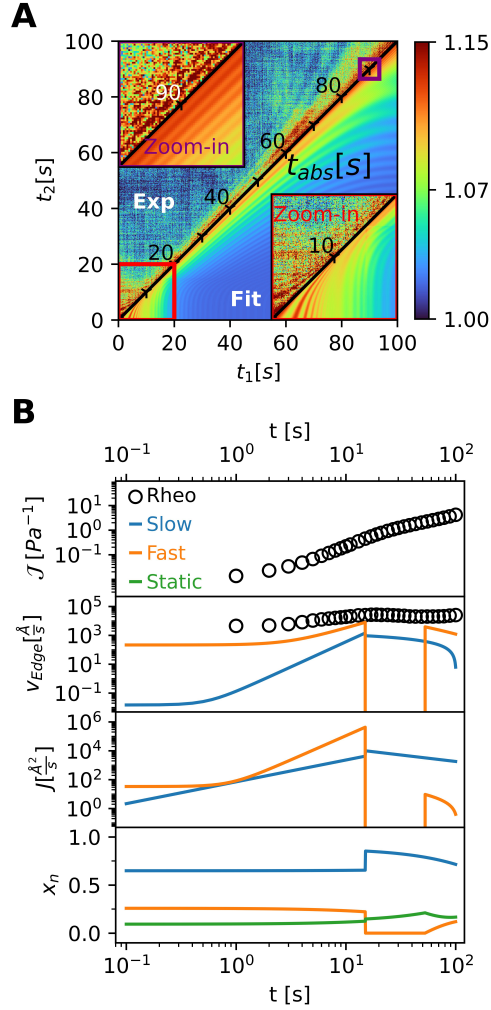 A
100
80
60
40
20
0
t₂[s]
90
Zoom-in
Exp
20
40
60
80
t_abs[s]
Zoom-in
10
Fit
0 20 40 60 80 100
t₁[s]
1.15
1.07
1.00
B
t [s]
10⁻¹ 10⁰ 10¹ 10²
10¹
10⁰
10⁻¹
𝒥 [Pa⁻¹]
Rheo
Slow
Fast
Static
10⁵
10³
10¹
10⁻¹
v_Edge[Å/s]
10⁶
10⁴
10²
10⁰
J[Å²/s]
1.0
0.5
0.0
xₙ
10⁻¹ 10⁰ 10¹ 10²
t [s]